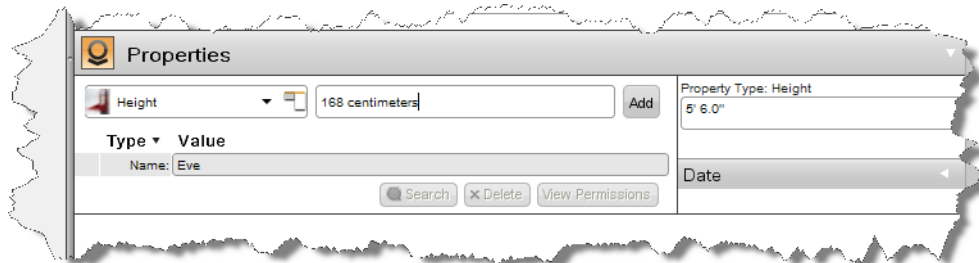 Properties
Height
168 centimeters
Add
Property Type: Height
5' 6.0"
Type Value
Name: Eve
Search Delete View Permissions
Date